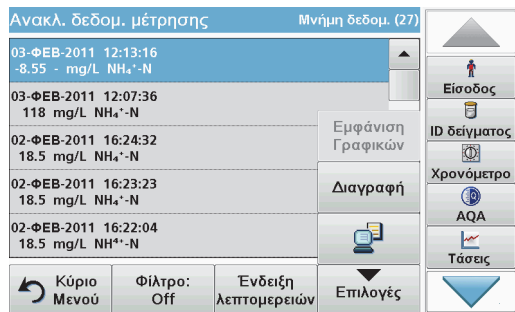 Ανακλ. δεδομ. μέτρησης
Μνήμη δεδομ. (27)
03-ΦΕΒ-2011 12:13:16
-8.55 - mg/L NH₄⁺-N
03-ΦΕΒ-2011 12:07:36
118 mg/L NH₄⁺-N
02-ΦΕΒ-2011 16:24:32
18.5 mg/L NH₄⁺-N
02-ΦΕΒ-2011 16:23:23
18.5 mg/L NH₄⁺-N
02-ΦΕΒ-2011 16:22:04
18.5 mg/L NH⁴⁺-N
Εμφάνιση
Γραφικών
Διαγραφή
Κύριο
Μενού
Φίλτρο:
Off
Ένδειξη
λεπτομερειών
Επιλογές
Είσοδος
ID δείγματος
Χρονόμετρο
AQA
Τάσεις